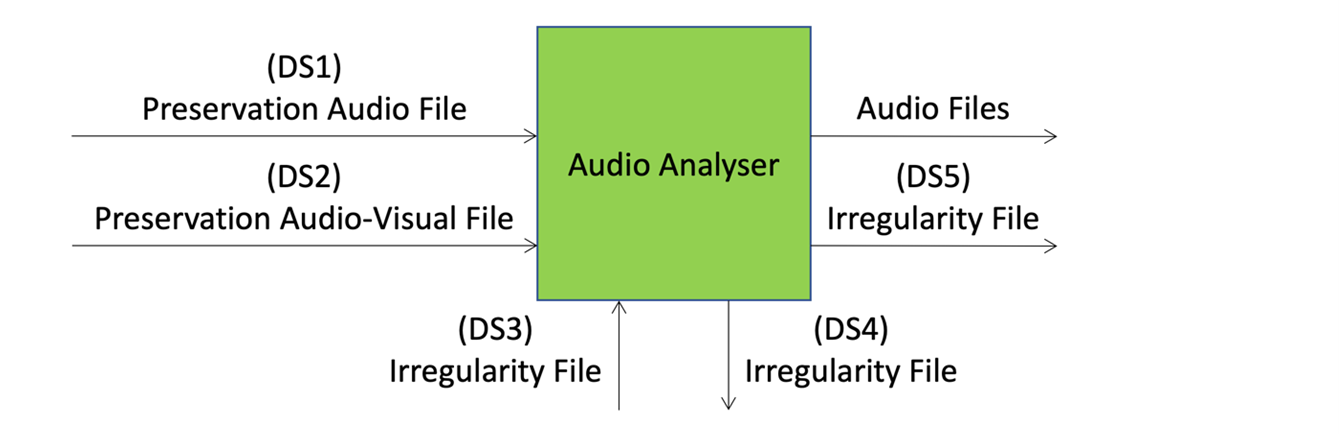 (DS1)
Preservation Audio File
(DS2)
Preservation Audio-Visual File
Audio Analyser
Audio Files
(DS5)
Irregularity File
(DS3)
Irregularity File
(DS4)
Irregularity File